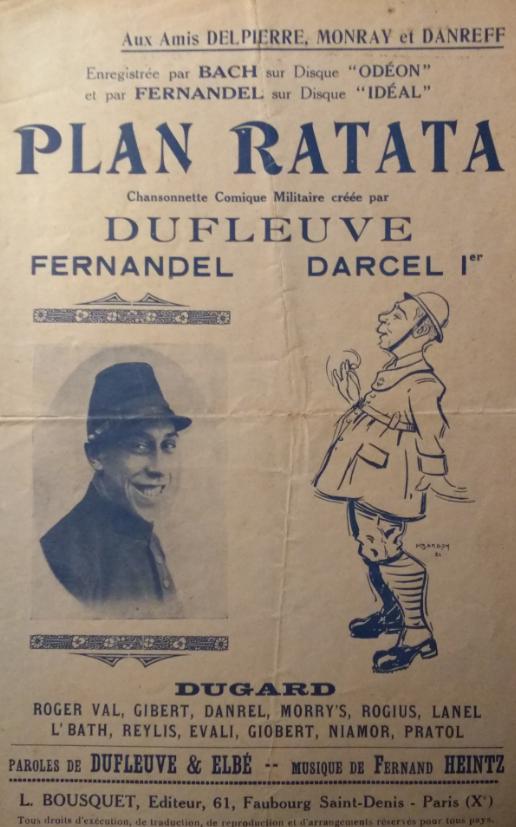 Aux Amis DELPIERRE, MONRAY et DANREFF
Enregistrée par BACH sur Disque "ODÉON"
et par FERNANDEL sur Disque "IDÉAL"
PLAN RATATA
Chansonnette Comique Militaire créée par
DUFLEUVE
FERNANDEL DARCEL Ier
DUGARD
ROGER VAL, GIBERT, DANREL, MORRY'S, ROGIUS, LANEL
L'BATH, REYLIS, EVALI, GIOBERT, NIAMOR, PRATOL
PAROLES DE DUFLEUVE & ELBÉ -- MUSIQUE DE FERNAND HEINTZ
L. BOUSQUET, Editeur, 61, Faubourg Saint-Denis - Paris (Xe)
Tous droits d'exécution, de traduction, de reproduction et d'arrangements réservés pour tous pays.